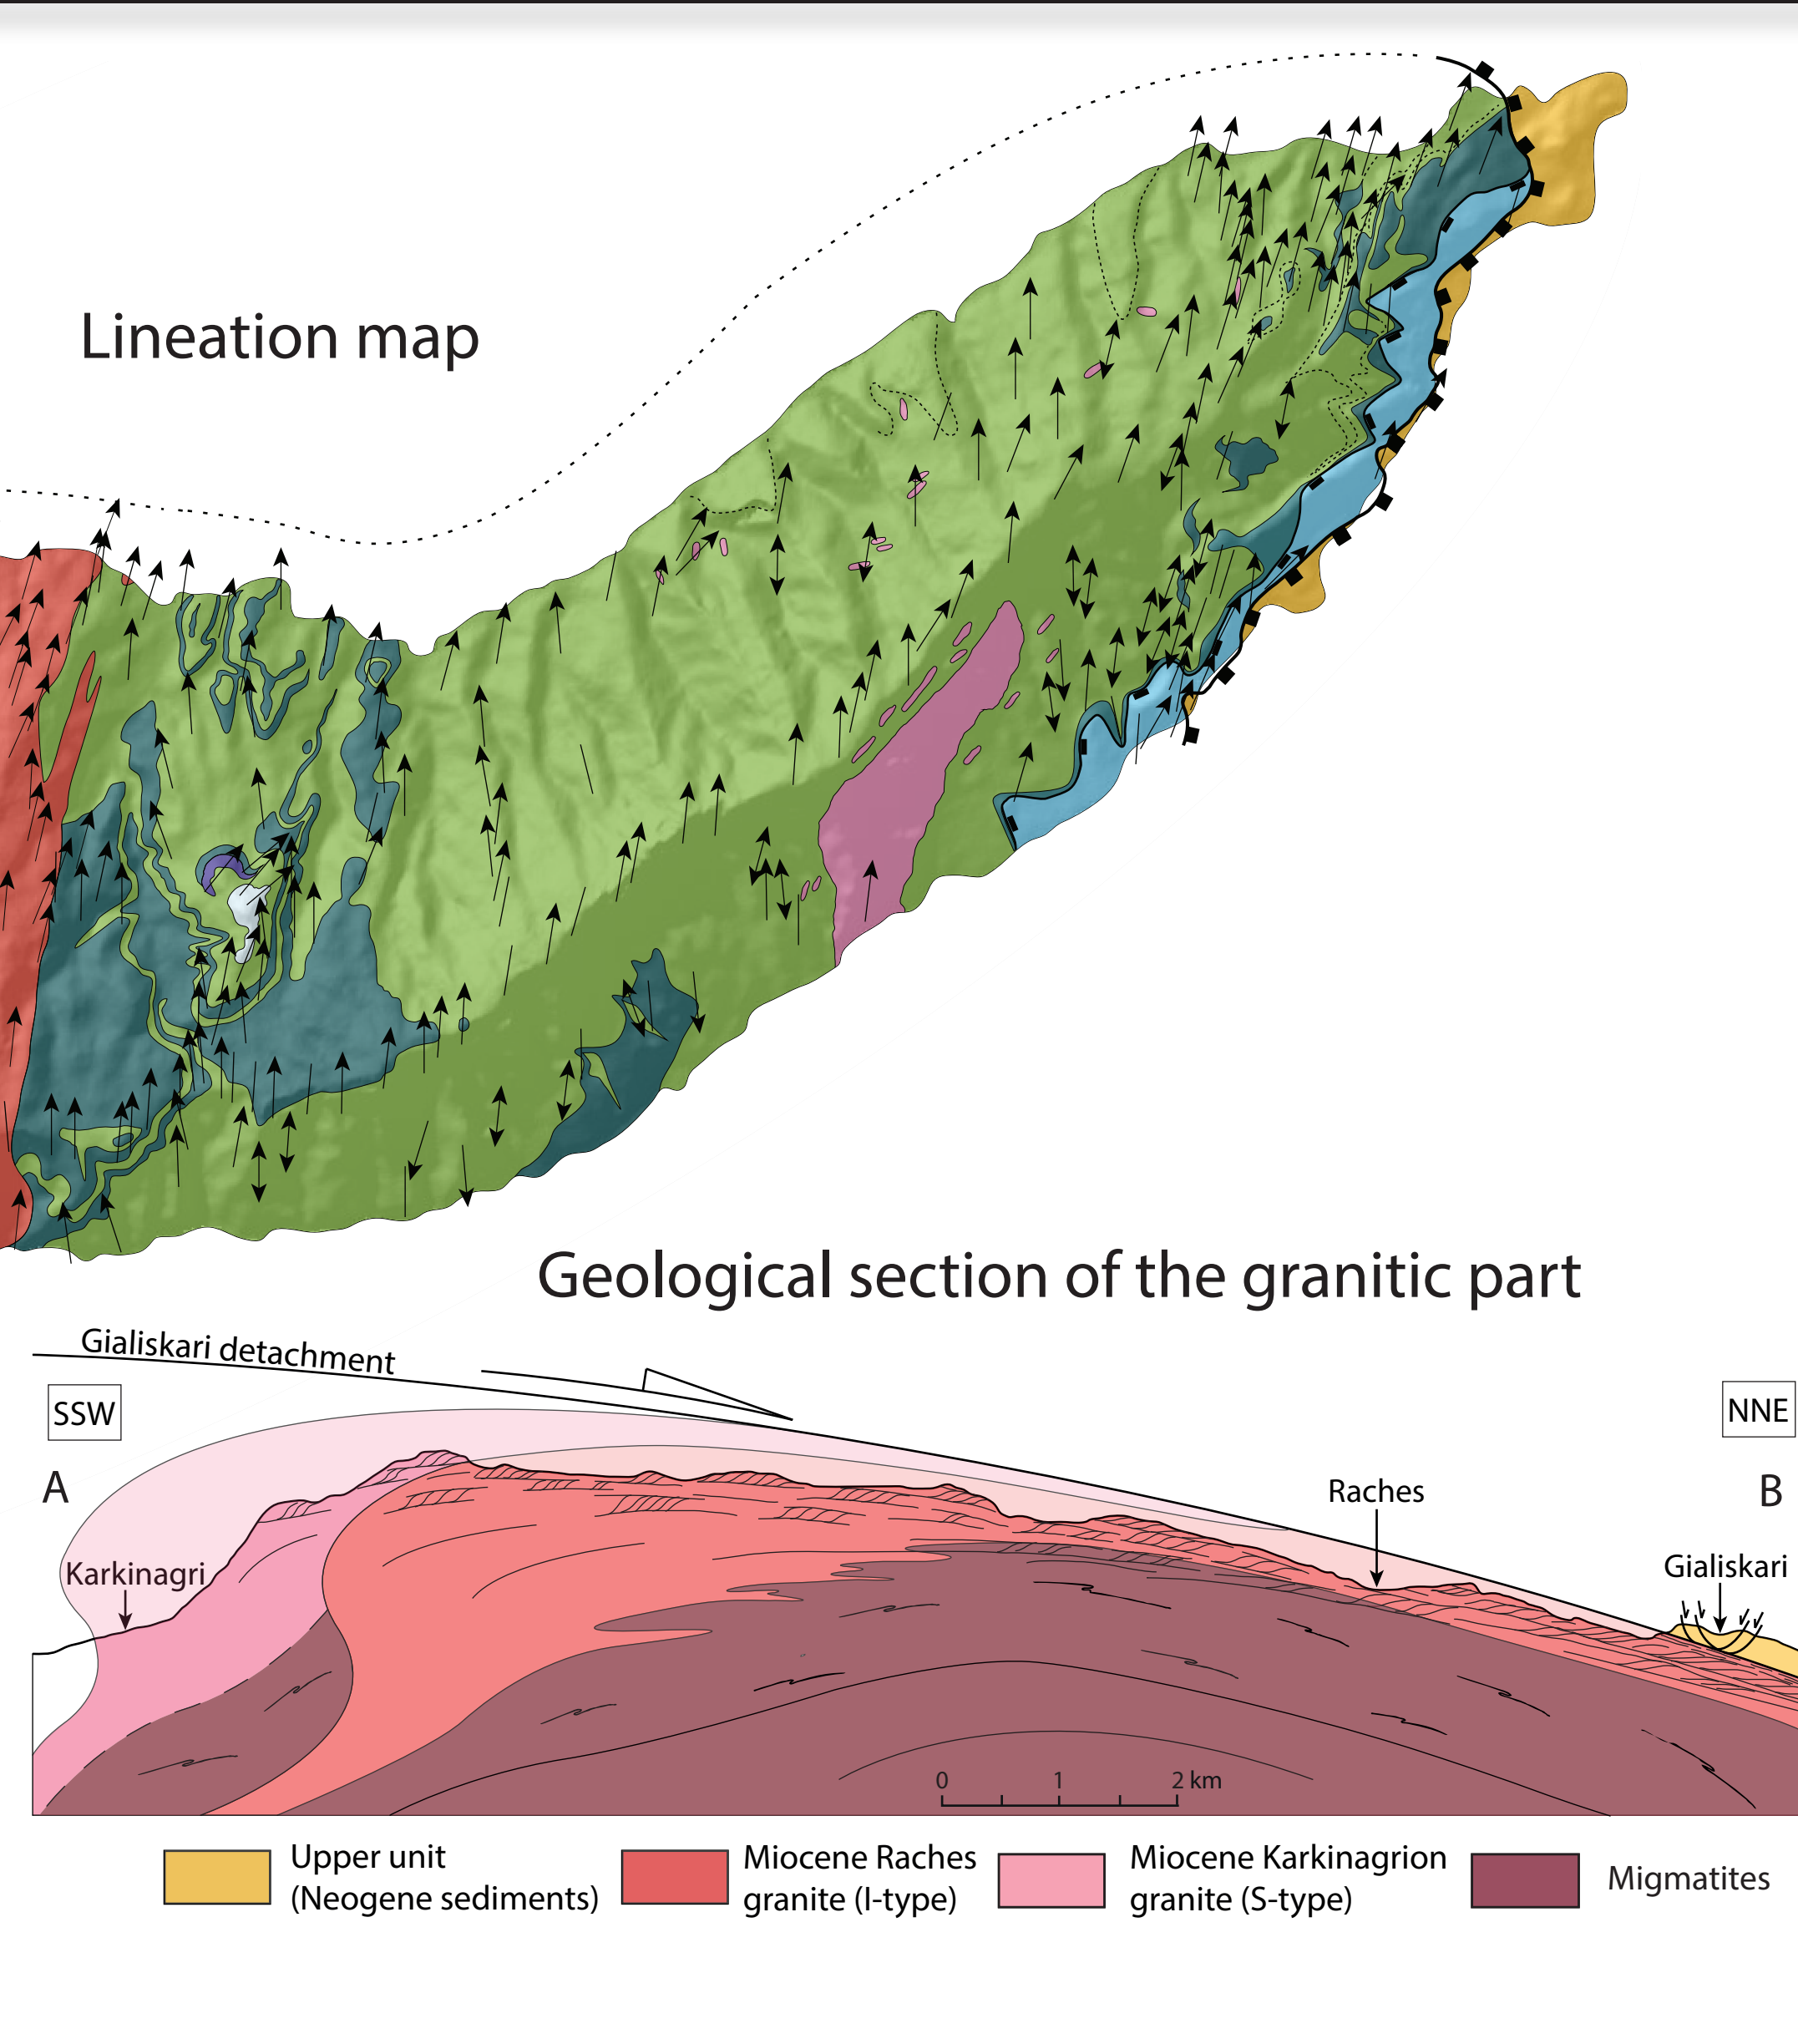 Lineation map
Geological section of the granitic part
Gialiskari detachment
SSW
NNE
A
B
Raches
Karkinagri
Gialiskari
0 1 2 km
Upper unit
(Neogene sediments)
Miocene Raches
granite (I-type)
Miocene Karkinagrion
granite (S-type)
Migmatites